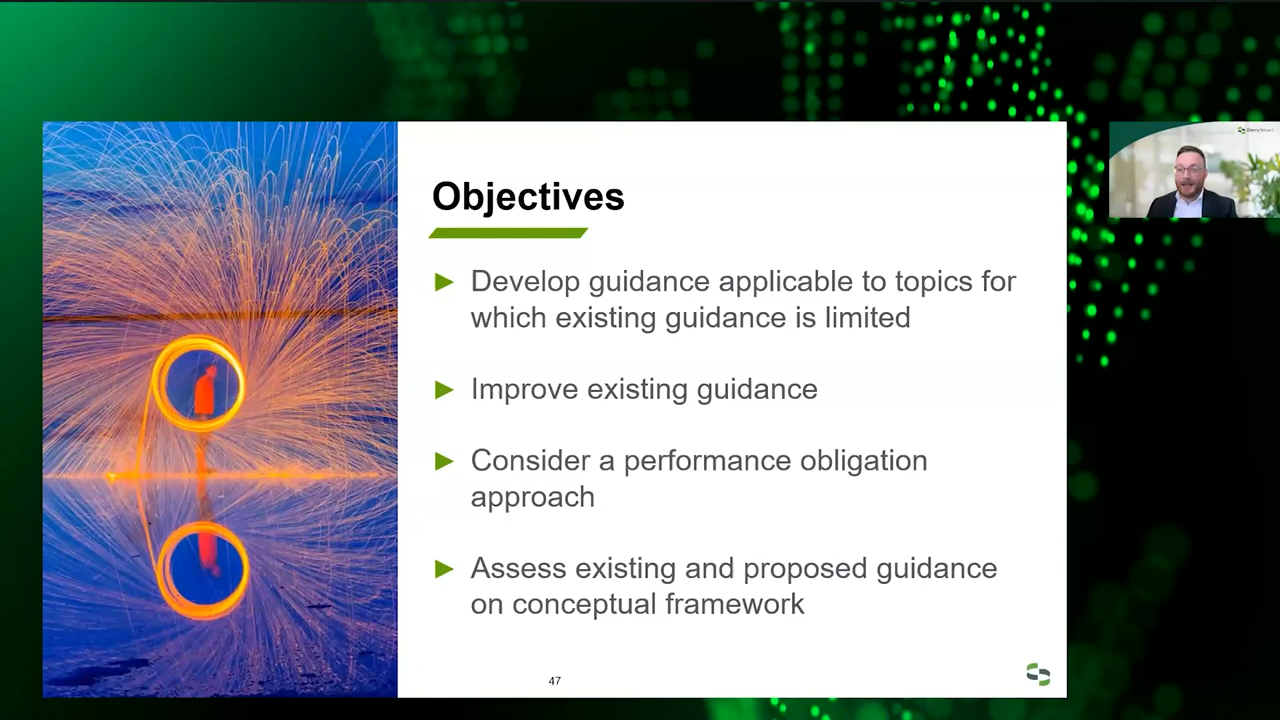 Objectives
Develop guidance applicable to topics for
which existing guidance is limited
Improve existing guidance
Consider a performance obligation
approach
Assess existing and proposed guidance
on conceptual framework
47